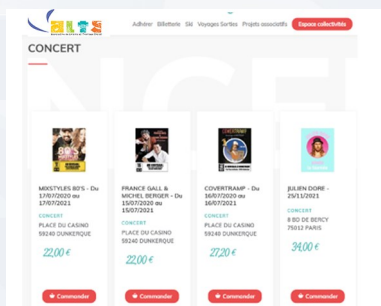 ALTS
Adhérer Billetterie Ski Voyages Sorties Projets associatifs Espace collectivités
CONCERT
MIXSTYLES 80'S - Du
17/07/2020 au
17/07/2021
CONCERT
PLACE DU CASINO
59240 DUNKERQUE
22,00 €
Commander
FRANCE GALL &
MICHEL BERGER - Du
15/07/2020 au
15/07/2021
CONCERT
PLACE DU CASINO
59240 DUNKERQUE
22,00 €
Commander
COVERTRAMP - Du
16/07/2020 au
16/07/2021
CONCERT
PLACE DU CASINO
59240 DUNKERQUE
27,20 €
Commander
JULIEN DORE -
25/11/2021
CONCERT
8 BD DE BERCY
75012 PARIS
34,00 €
Commander